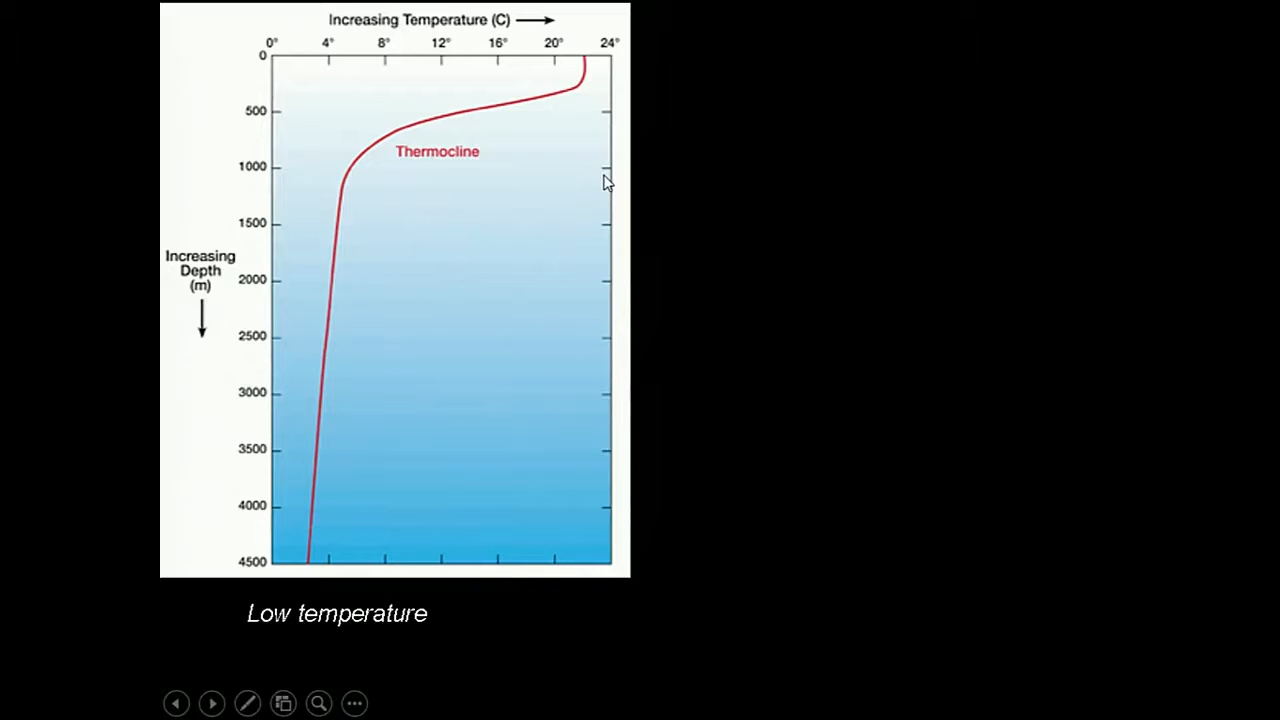 Increasing Temperature (C)
0° 4° 8° 12° 16° 20° 24°
0
500
Thermocline
1000
1500
Increasing
Depth
(m)
2000
2500
3000
3500
4000
4500
Low temperature